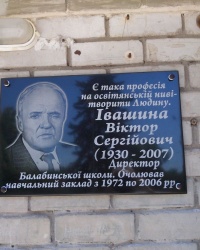 Є така професія
на освітянській ниві-
творити Людину.
Івашина
Віктор
Сергійович
(1930 - 2007)
Директор
Балабинської школи. Очолював
навчальний заклад з 1972 по 2006 рр.